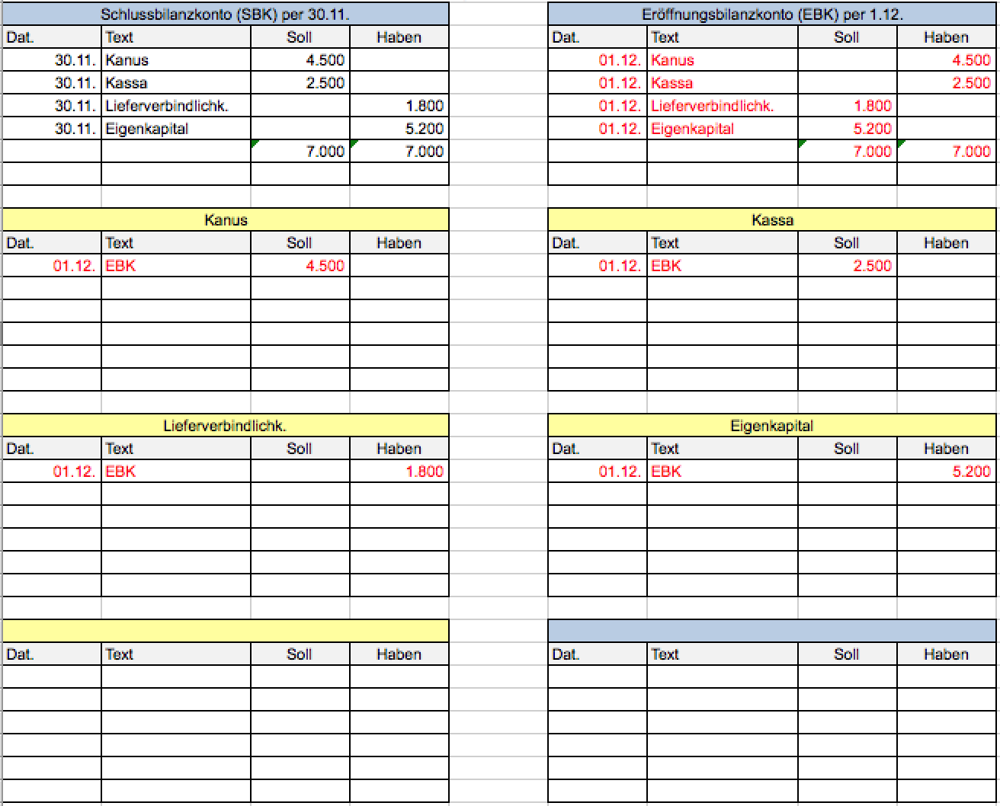 Schlussbilanzkonto (SBK) per 30.11.
Dat. Text Soll Haben
30.11. Kanus 4.500
30.11. Kassa 2.500
30.11. Lieferverbindlichk. 1.800
30.11. Eigenkapital 5.200
7.000 7.000
Eröffnungsbilanzkonto (EBK) per 1.12.
Dat. Text Soll Haben
01.12. Kanus 4.500
01.12. Kassa 2.500
01.12. Lieferverbindlichk. 1.800
01.12. Eigenkapital 5.200
7.000 7.000
Kanus
Dat. Text Soll Haben
01.12. EBK 4.500
Kassa
Dat. Text Soll Haben
01.12. EBK 2.500
Lieferverbindlichk.
Dat. Text Soll Haben
01.12. EBK 1.800
Eigenkapital
Dat. Text Soll Haben
01.12. EBK 5.200
Dat. Text Soll Haben
Dat. Text Soll Haben